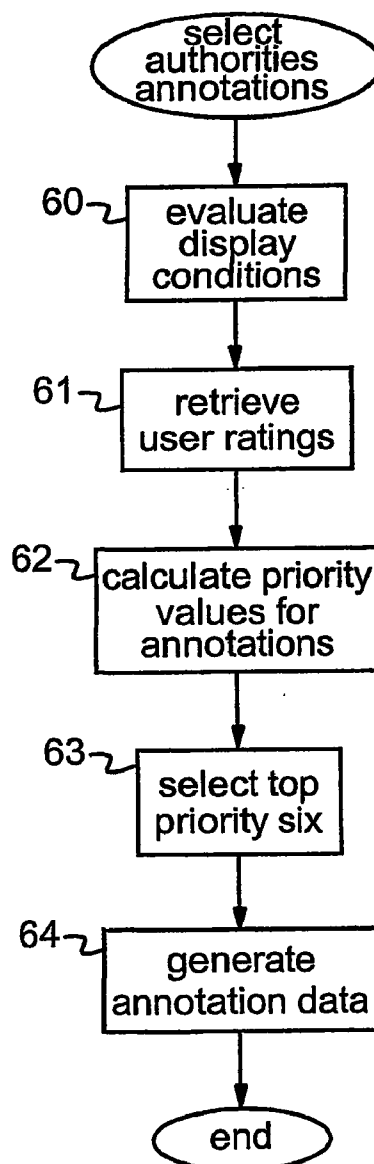 select
authorities
annotations
60
evaluate
display
conditions
61
retrieve
user ratings
62
calculate priority
values for
annotations
63
select top
priority six
64
generate
annotation data
end